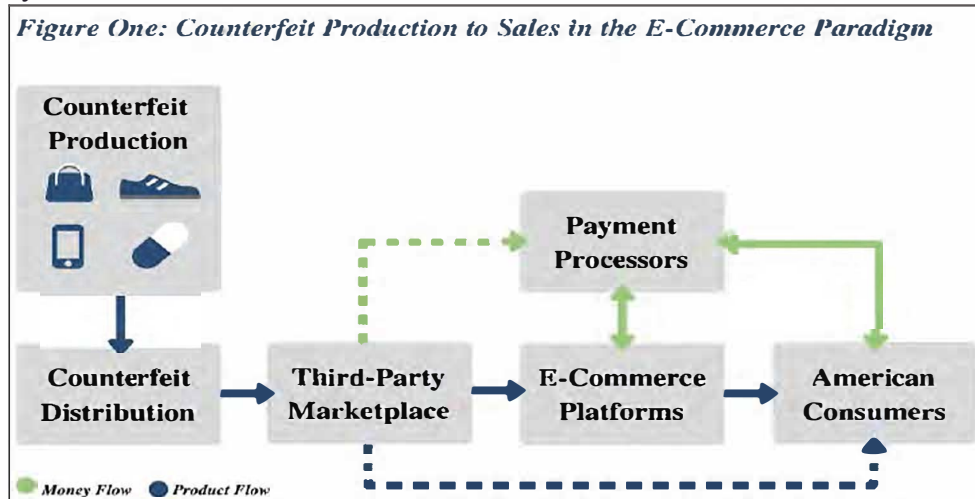 Figure One: Counterfeit Production to Sales in the E-Commerce Paradigm
Counterfeit
Production
Payment
Processors
Counterfeit
Distribution
Third-Party
Marketplace
E-Commerce
Platforms
American
Consumers
Money Flow
Product Flow